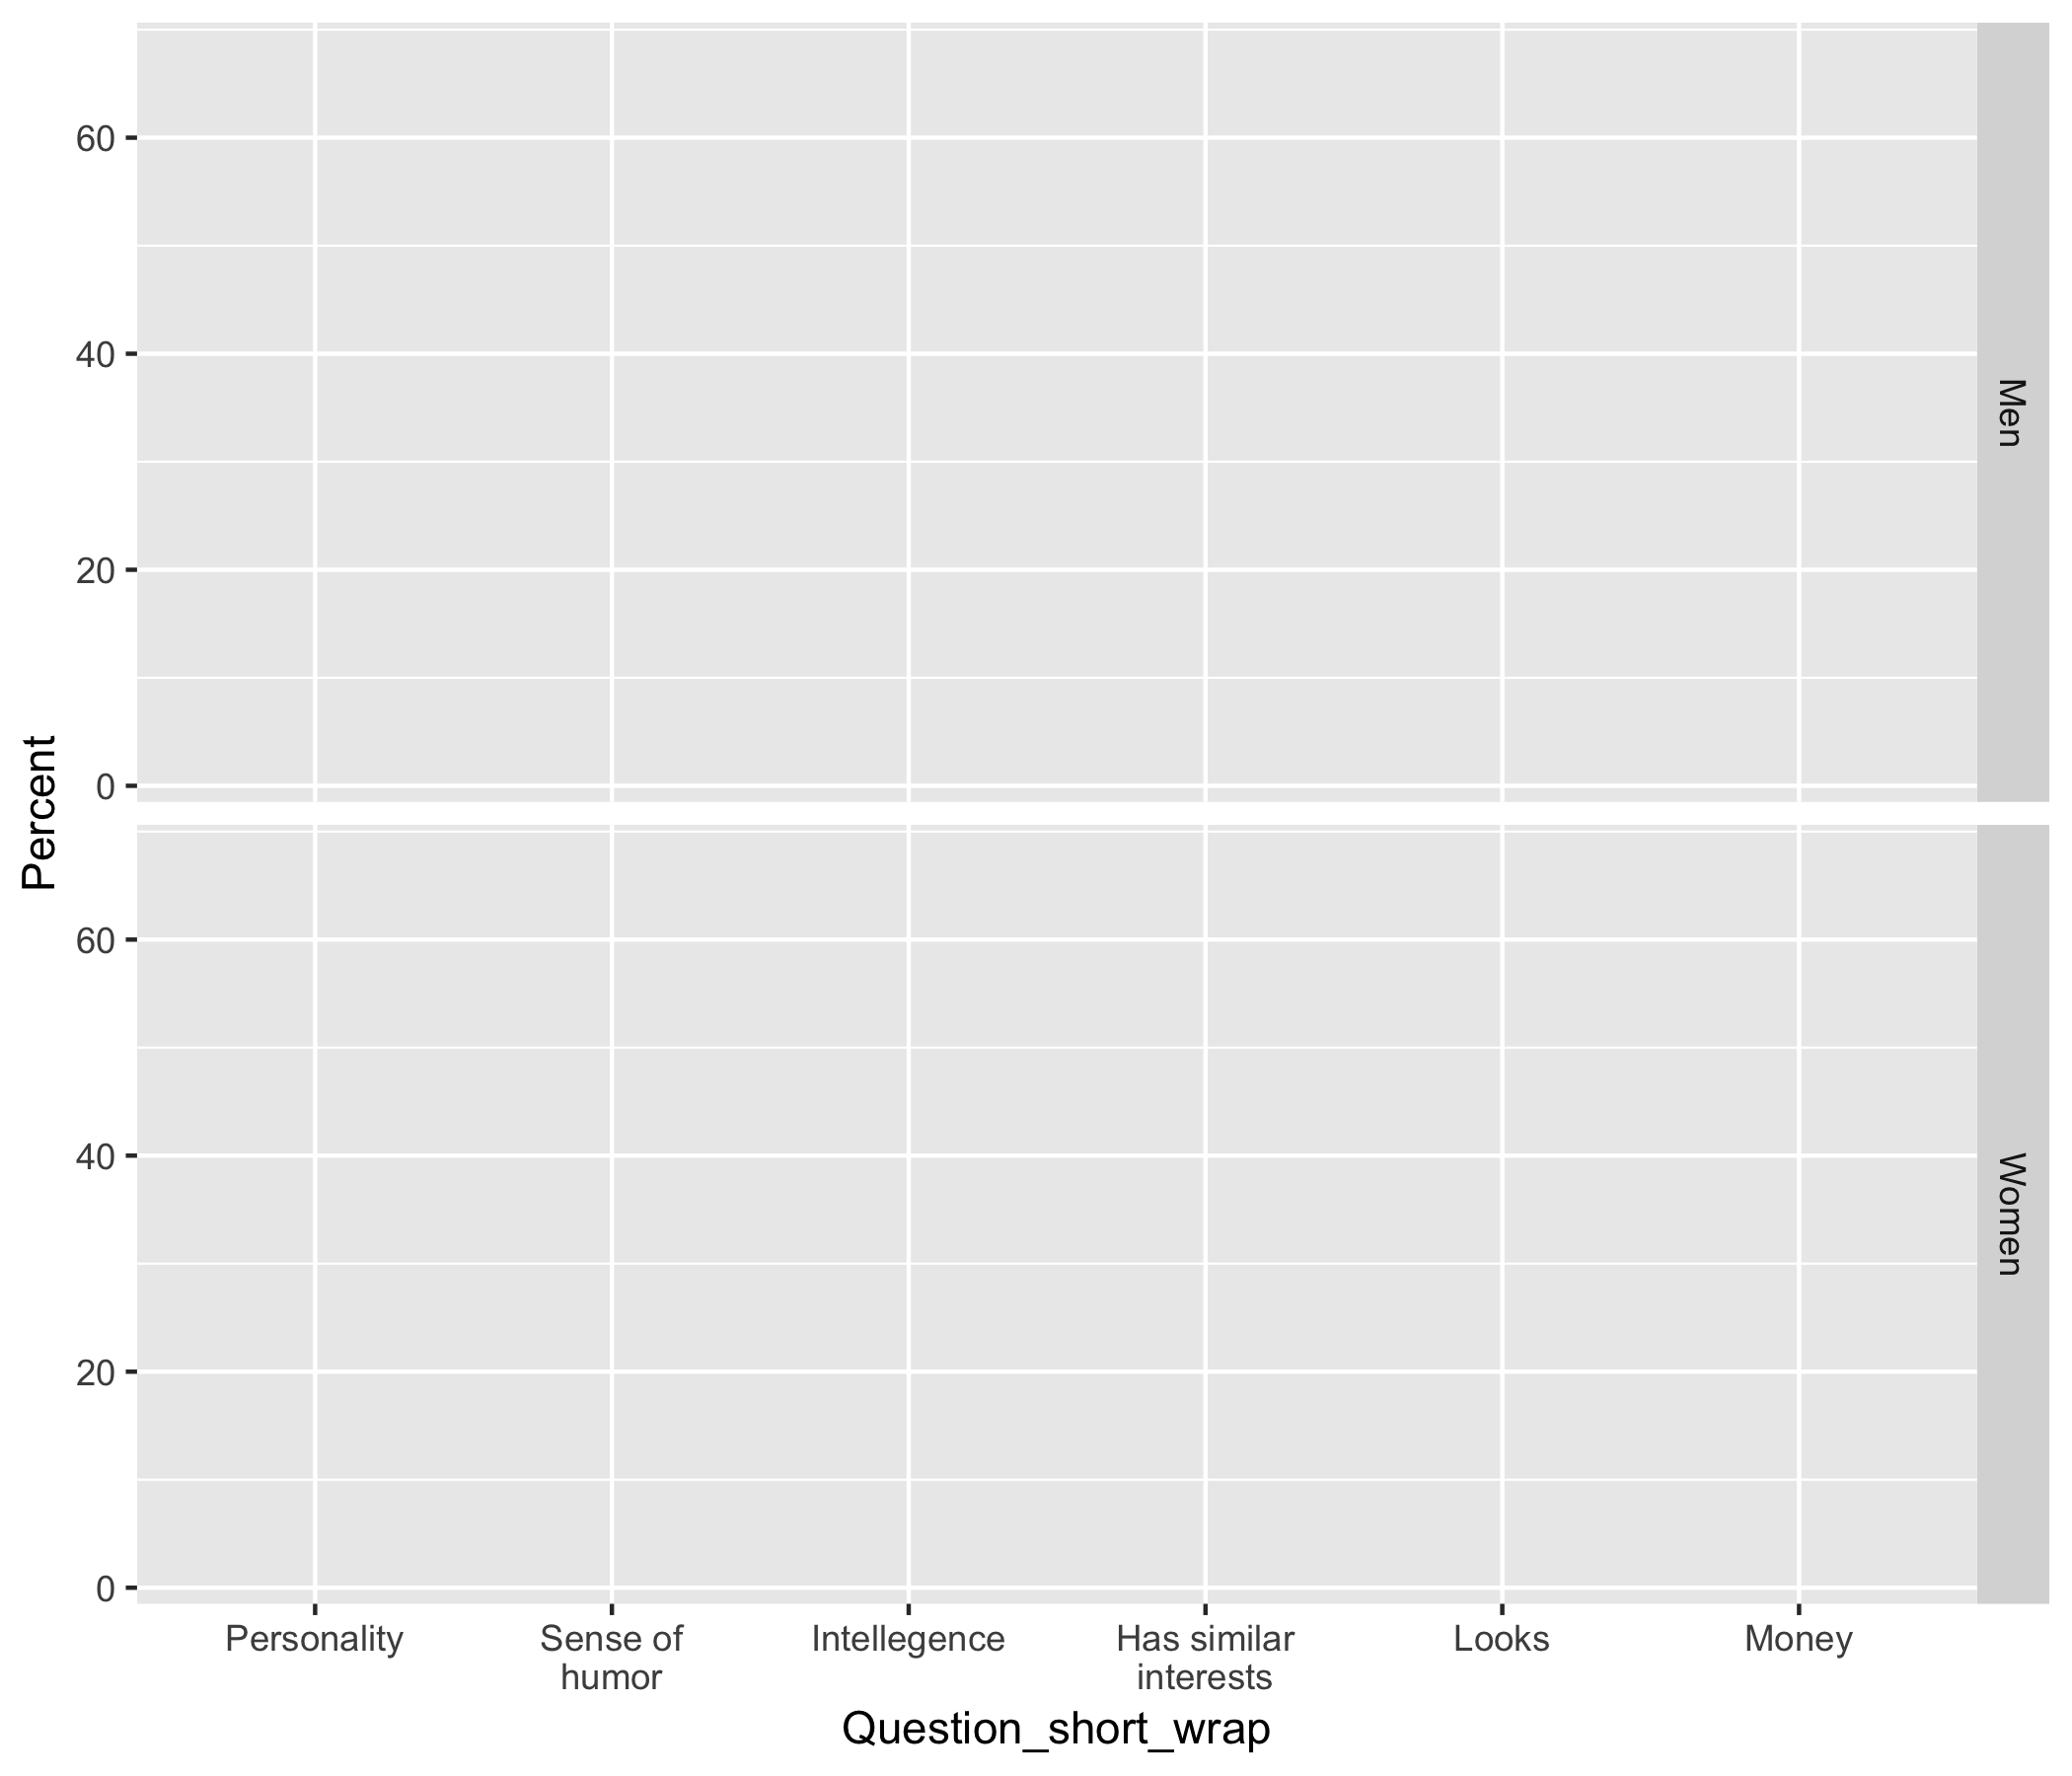 Percent
60
40
20
0
Men
60
40
20
0
Women
Personality
Sense of
humor
Intellegence
Has similar
interests
Looks
Money
Question_short_wrap